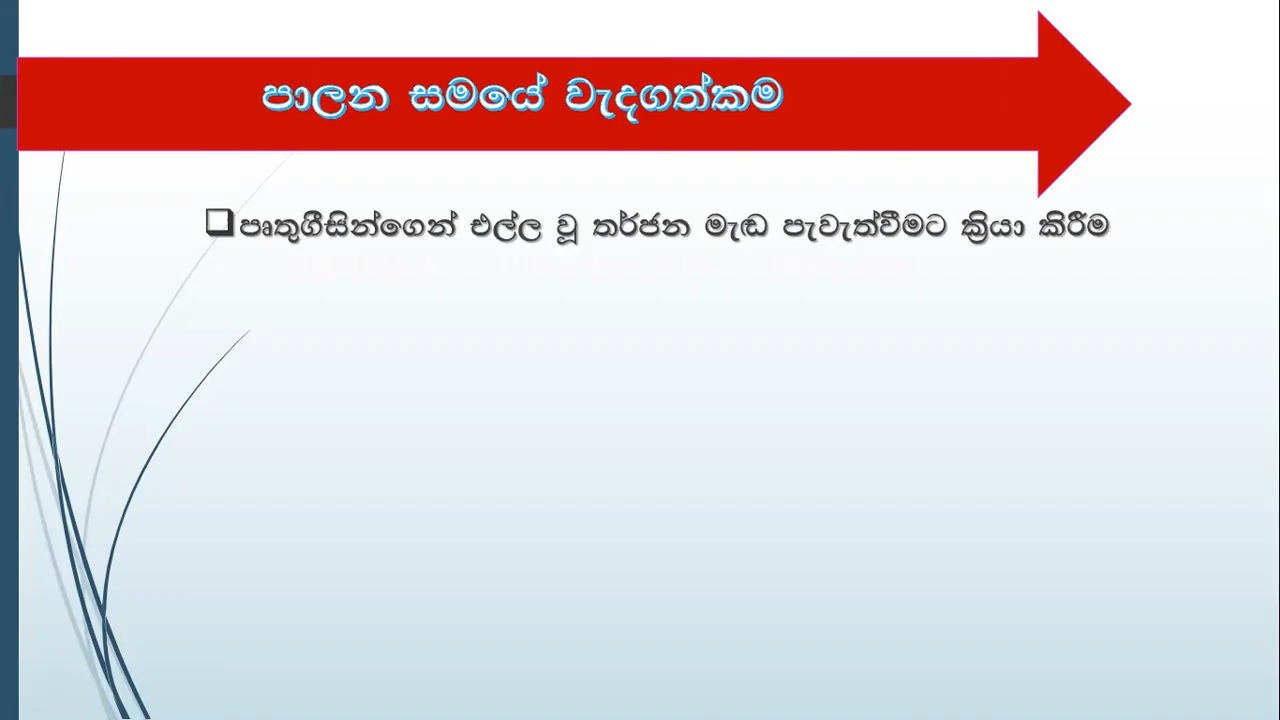 පාලන සමයේ වැදගත්කම
පෘතුගීසින්ගෙන් එල්ල වූ තර්ජන මැඬ පැවැත්වීමට ක්‍රියා කිරීම